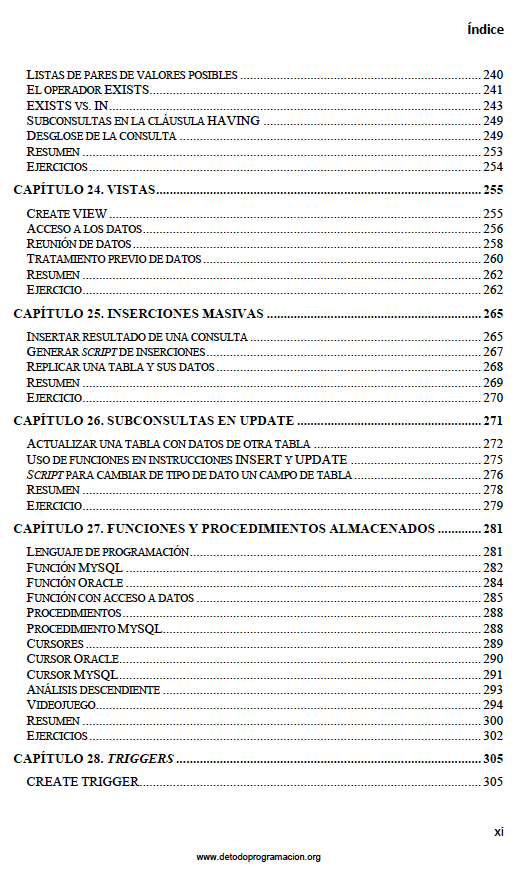 Índice
LISTAS DE PARES DE VALORES POSIBLES ........ 240
EL OPERADOR EXISTS ........ 241
EXISTS VS. IN ........ 243
SUBCONSULTAS EN LA CLÁUSULA HAVING ........ 249
DESGLOSE DE LA CONSULTA ........ 249
RESUMEN ........ 253
EJERCICIOS ........ 254
CAPÍTULO 24. VISTAS ........ 255
CREATE VIEW ........ 255
ACCESO A LOS DATOS ........ 256
REUNIÓN DE DATOS ........ 258
TRATAMIENTO PREVIO DE DATOS ........ 260
RESUMEN ........ 262
EJERCICIO ........ 262
CAPÍTULO 25. INSERCIONES MASIVAS ........ 265
INSERTAR RESULTADO DE UNA CONSULTA ........ 265
GENERAR SCRIPT DE INSERCIONES ........ 267
REPLICAR UNA TABLA Y SUS DATOS ........ 268
RESUMEN ........ 269
EJERCICIO ........ 270
CAPÍTULO 26. SUBCONSULTAS EN UPDATE ........ 271
ACTUALIZAR UNA TABLA CON DATOS DE OTRA TABLA ........ 272
USO DE FUNCIONES EN INSTRUCCIONES INSERT Y UPDATE ........ 275
SCRIPT PARA CAMBIAR DE TIPO DE DATO UN CAMPO DE TABLA ........ 276
RESUMEN ........ 278
EJERCICIO ........ 279
CAPÍTULO 27. FUNCIONES Y PROCEDIMIENTOS ALMACENADOS ........ 281
LENGUAJE DE PROGRAMACIÓN ........ 281
FUNCIÓN MYSQL ........ 282
FUNCIÓN ORACLE ........ 284
FUNCIÓN CON ACCESO A DATOS ........ 285
PROCEDIMIENTOS ........ 288
PROCEDIMIENTO MYSQL ........ 288
CURSORES ........ 289
CURSOR ORACLE ........ 290
CURSOR MYSQL ........ 291
ANÁLISIS DESCENDIENTE ........ 293
VIDEOJUEGO ........ 294
RESUMEN ........ 300
EJERCICIOS ........ 302
CAPÍTULO 28. TRIGGERS ........ 305
CREATE TRIGGER ........ 305
xi
www.detodoprogramacion.org